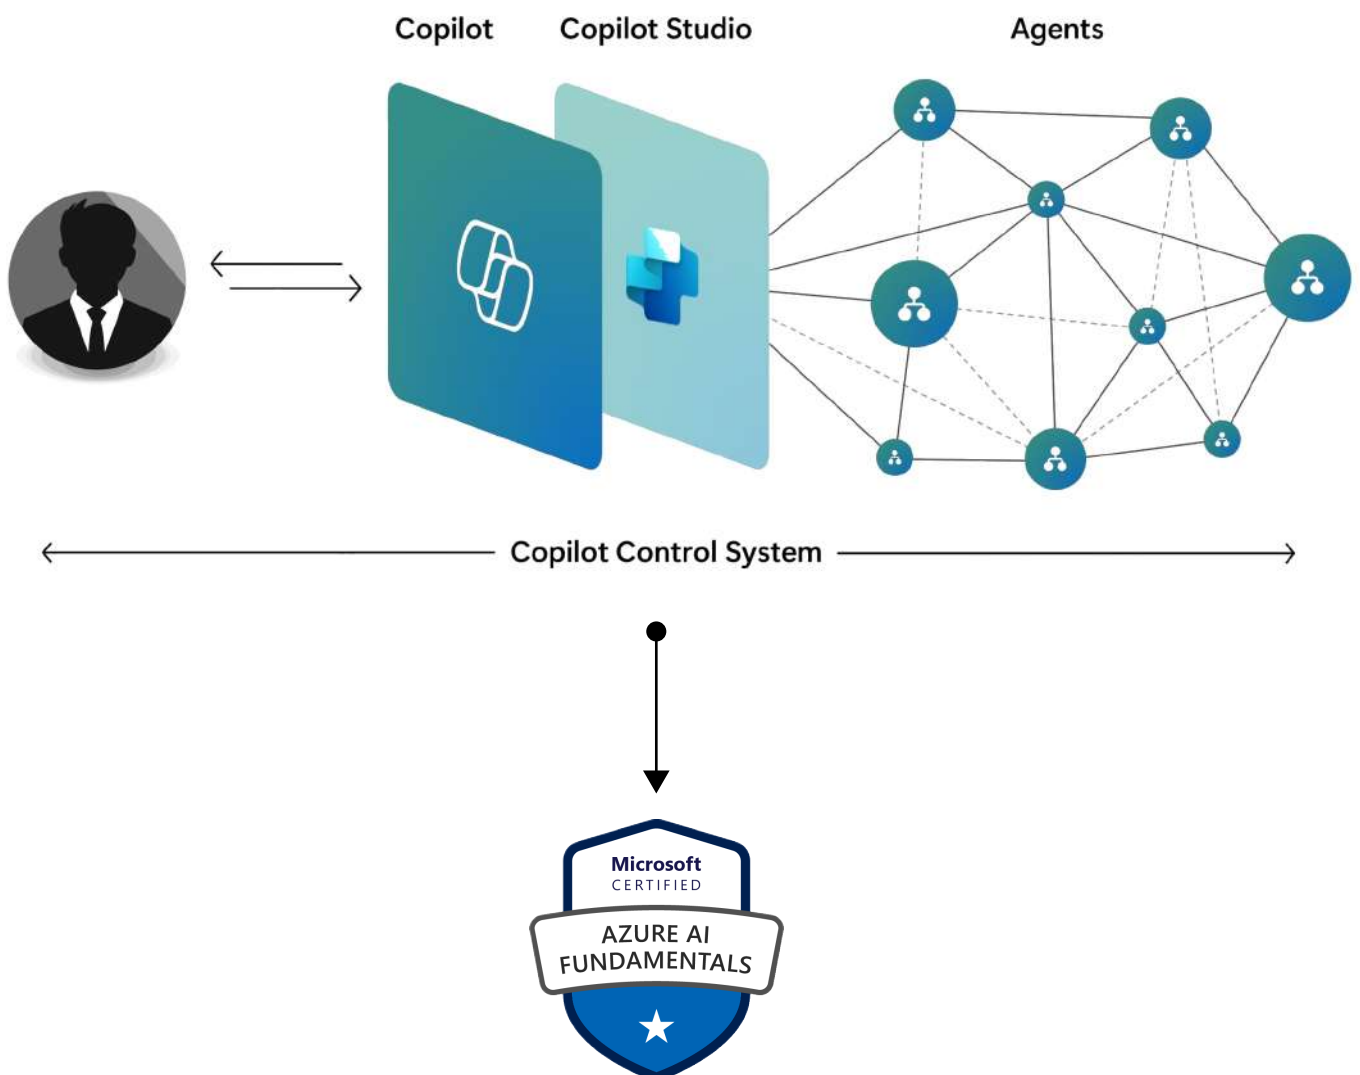 Copilot
Copilot Studio
Agents
Copilot Control System
Microsoft
CERTIFIED
AZURE AI
FUNDAMENTALS